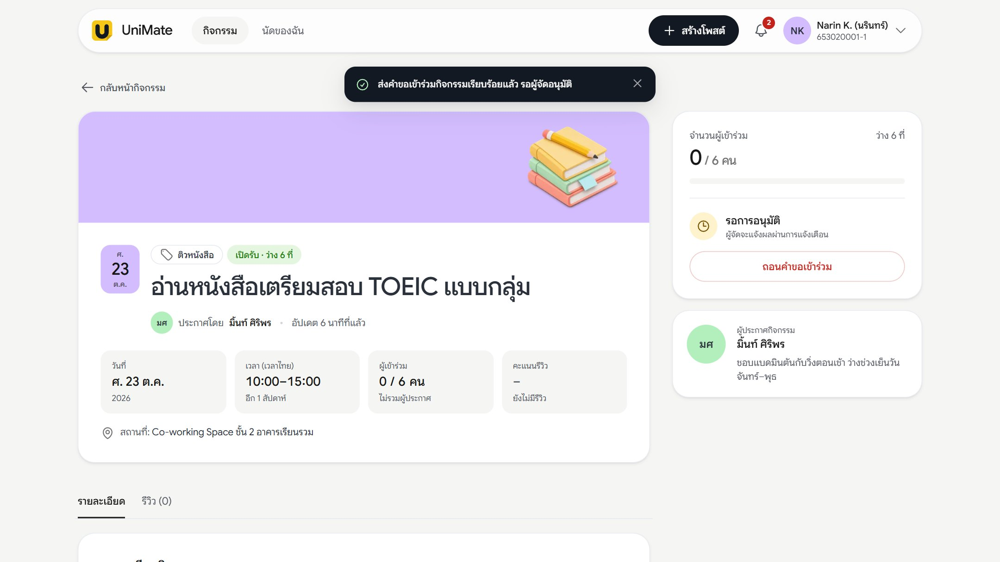 UniMate
กิจกรรม
นัดของฉัน
สร้างโพสต์
2
NK
Narin K. (นรินทร์)
653020001-1
กลับหน้ากิจกรรม
ส่งคำขอเข้าร่วมกิจกรรมเรียบร้อยแล้ว รอผู้จัดอนุมัติ
ศ.
23
ต.ค.
ติวหนังสือ
เปิดรับ · ว่าง 6 ที่
อ่านหนังสือเตรียมสอบ TOEIC แบบกลุ่ม
มศ
ประกาศโดย มิ้นท์ ศิริพร • อัปเดต 6 นาทีที่แล้ว
วันที่
ศ. 23 ต.ค.
2026
เวลา (เวลาไทย)
10:00–15:00
อีก 1 สัปดาห์
ผู้เข้าร่วม
0 / 6 คน
ไม่รวมผู้ประกาศ
คะแนนรีวิว
–
ยังไม่มีรีวิว
สถานที่: Co-working Space ชั้น 2 อาคารเรียนรวม
จำนวนผู้เข้าร่วม
ว่าง 6 ที่
0 / 6 คน
รอการอนุมัติ
ผู้จัดจะแจ้งผลผ่านการแจ้งเตือน
ถอนคำขอเข้าร่วม
มศ
ผู้ประกาศกิจกรรม
มิ้นท์ ศิริพร
ชอบแบดมินตันกับวิ่งตอนเช้า ว่างช่วงเย็นวัน
จันทร์–พุธ
รายละเอียด
รีวิว (0)